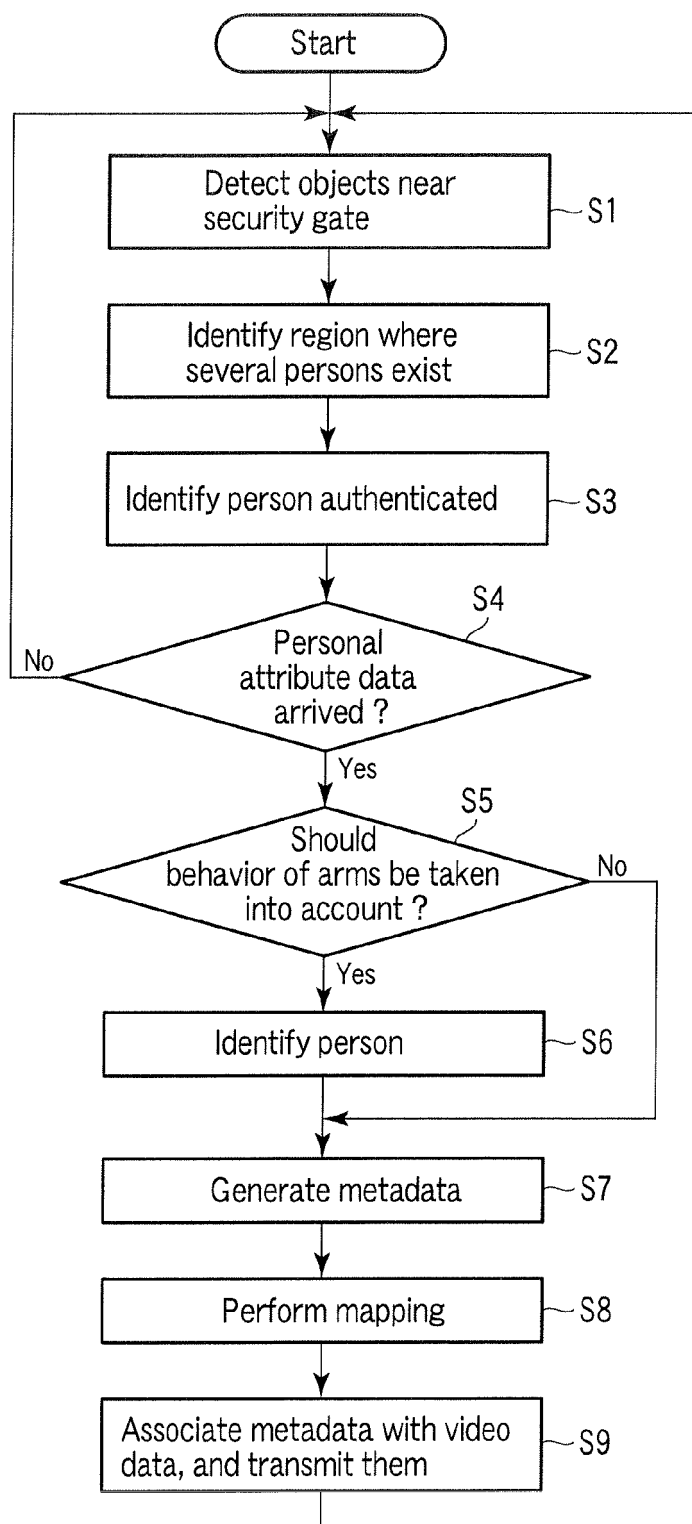 Start
Detect objects near
security gate
S1
Identify region where
several persons exist
S2
Identify person authenticated
S3
S4
Personal
attribute data
arrived ?
No
Yes
S5
Should
behavior of arms be taken
into account ?
No
Yes
Identify person
S6
Generate metadata
S7
Perform mapping
S8
Associate metadata with video
data, and transmit them
S9